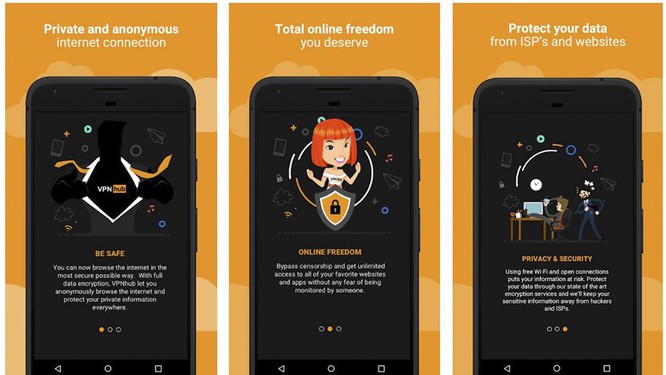 Private and anonymous
internet connection
VPNhub
BE SAFE
You can now browse the internet in the
most secure possible way. With full
data encryption, VPNhub let you
anonymously browse the internet and
protect your private information
everywhere.
Total online freedom
you deserve
ONLINE FREEDOM
Bypass censorship and get unlimited
access to all of your favorite websites
and apps without any fear of being
monitored by someone.
Protect your data
from ISP's and websites
PRIVACY & SECURITY
Using free Wi-Fi and open connections
puts your information at risk. Protect
your data through our state of the art
encryption services and we'll keep your
sensitive information away from hackers
and ISPs.